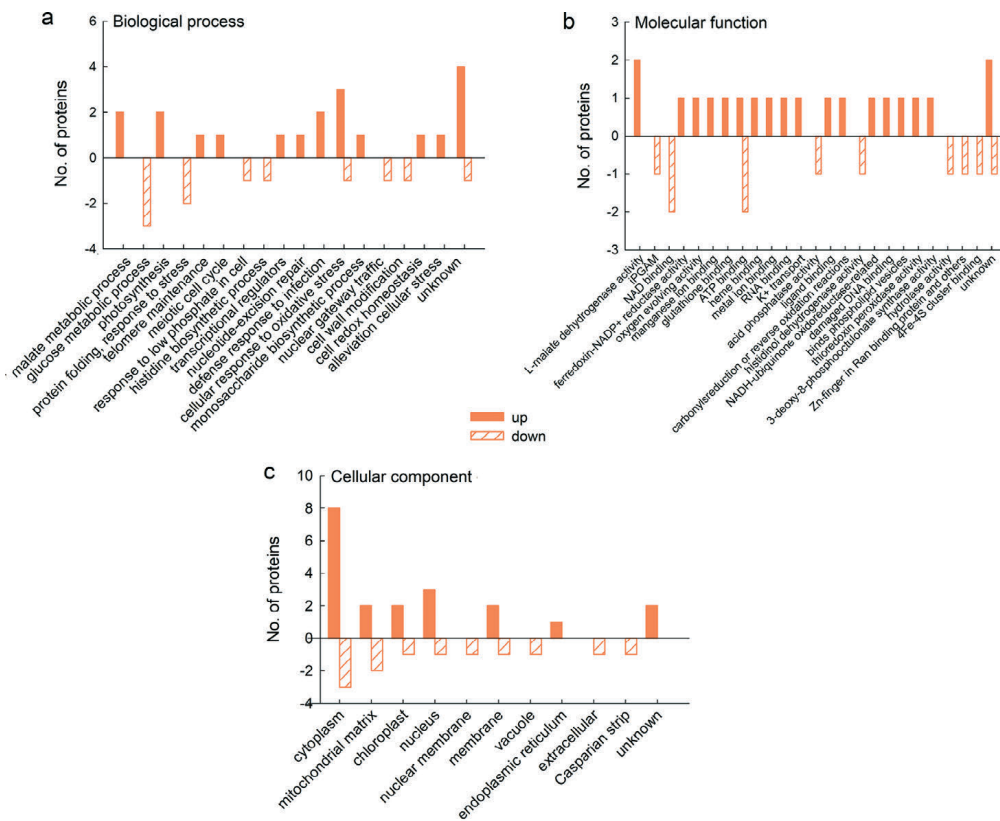 a
Biological process
No. of proteins
6
4
2
0
-2
-4
malate metabolic process
glucose metabolic process
photosynthesis
protein folding, response to stress
telomere maintenance
meiotic cell cycle
response to low phosphate in cell
histidine biosynthetic process
transcriptional regulators
nucleotide-excision repair
defense response to infection
cellular response to oxidative stress
monosaccharide biosynthetic process
nuclear gateway traffic
cell wall modification
cell redox homeostasis
alleviation cellular stress
unknown
b
Molecular function
No. of proteins
3
2
1
0
-1
-2
-3
L-malate dehydrogenase activity
iPGAM
NAD binding
ferredoxin-NADP+ reductase activity
oxygen evolving activity
manganese ion binding
glutathione binding
ATP binding
heme binding
metal ion binding
RNA binding
K+ transport
acid phosphatase activity
ligand binding
carbonylsreduction or reverse oxidation reactions
histidinol dehydrogenase activity
NADH-ubiquinone oxidoreductase-related
damaged DNA binding
binds phospholipid vesicles
thioredoxin peroxidase activity
3-deoxy-8-phosphooctulonate synthase activity
hydrolase activity
Zn-finger in Ran binding protein and others
4Fe-4S cluster binding
unknown
up
down
c
Cellular component
No. of proteins
10
8
6
4
2
0
-2
-4
cytoplasm
mitochondrial matrix
chloroplast
nucleus
nuclear membrane
membrane
vacuole
endoplasmic reticulum
extracellular
Casparian strip
unknown